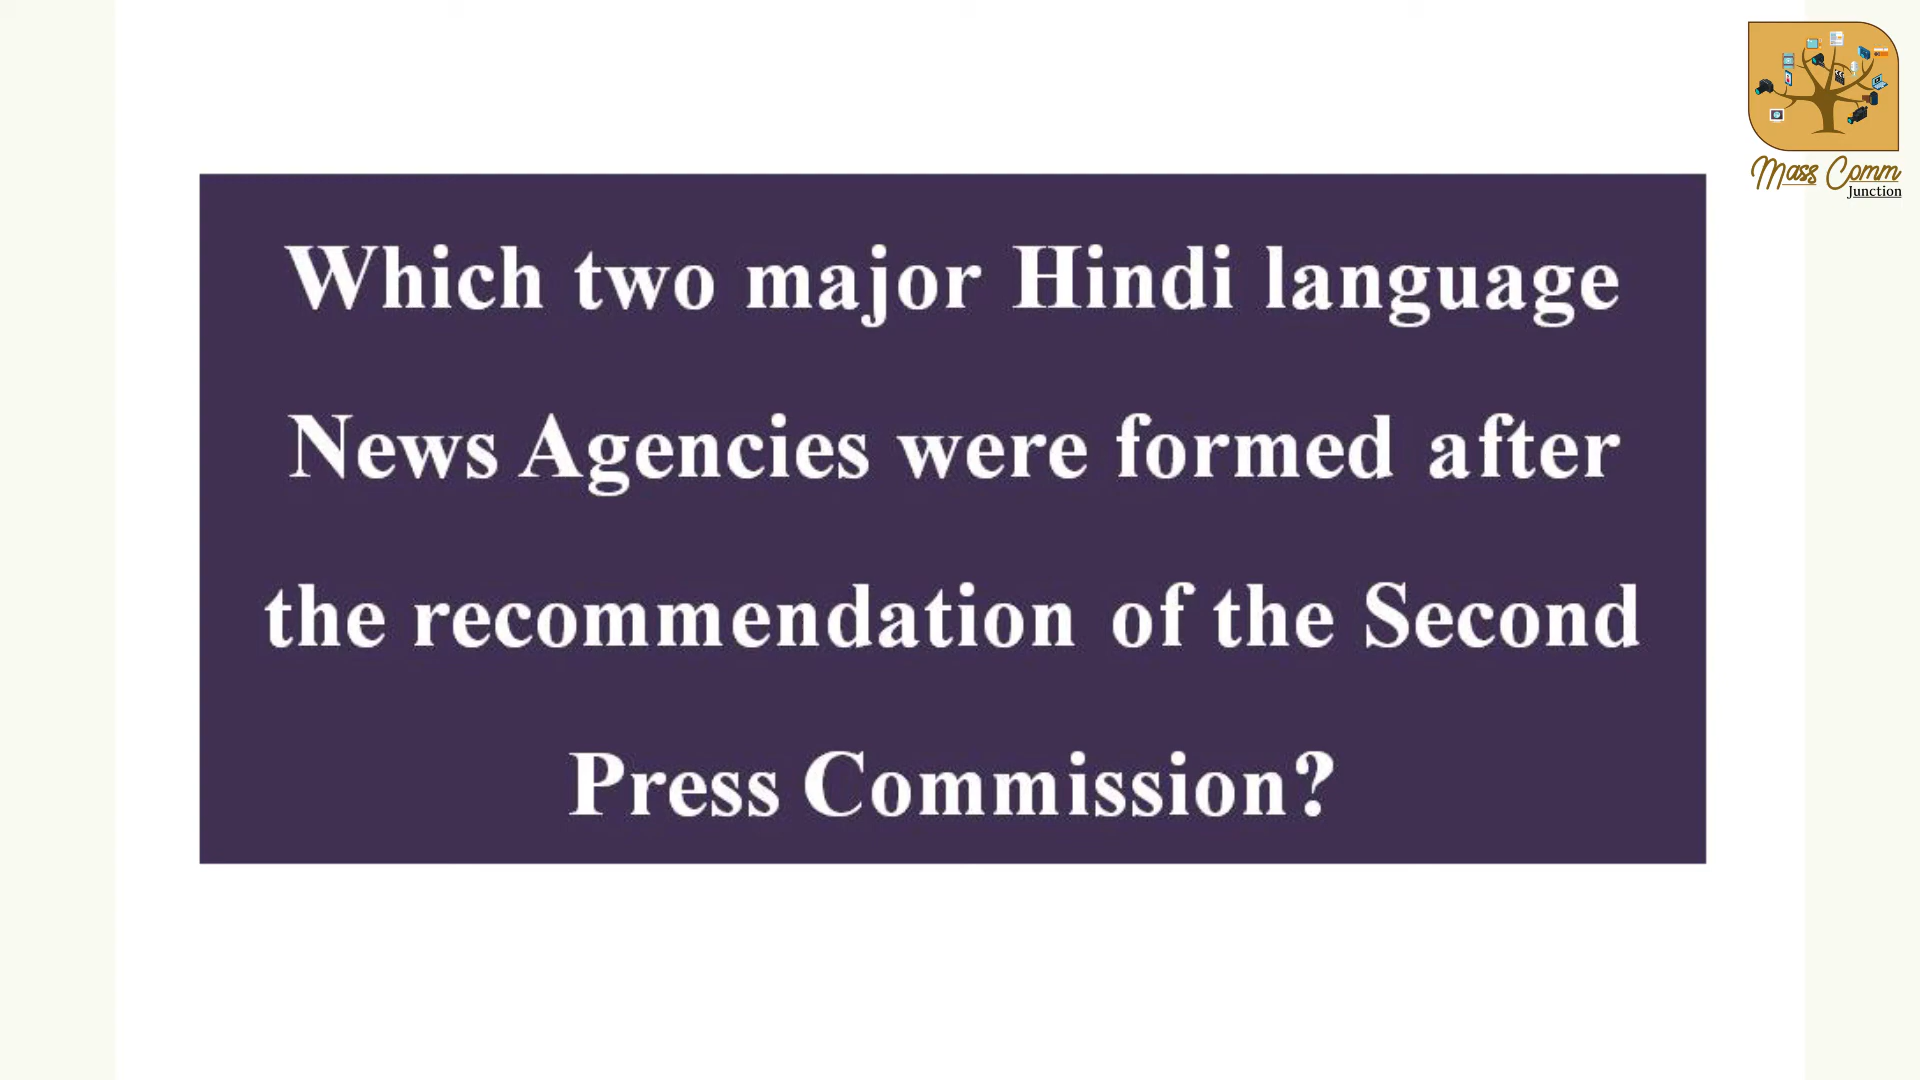 Mass Comm
Junction
Which two major Hindi language
News Agencies were formed after
the recommendation of the Second
Press Commission?